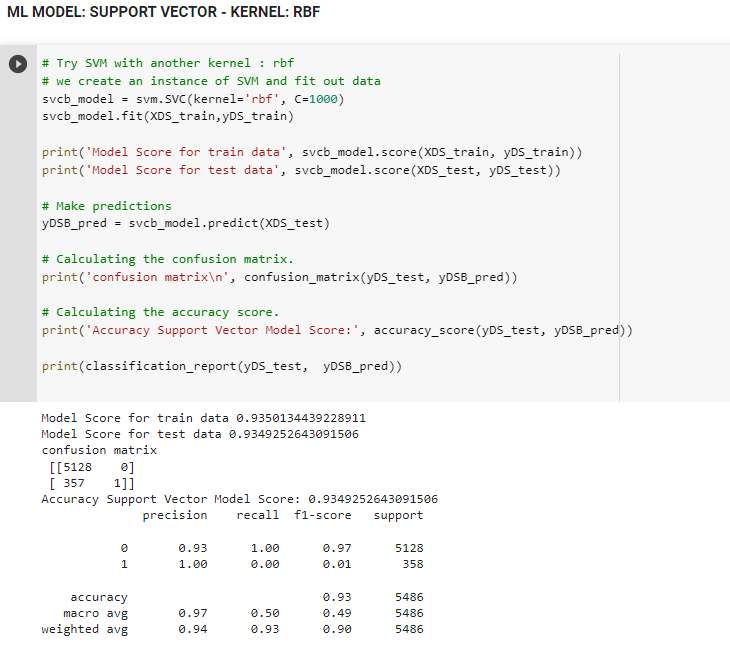 ML MODEL: SUPPORT VECTOR - KERNEL: RBF
# Try SVM with another kernel : rbf
# we create an instance of SVM and fit out data
svcb_model = svm.SVC(kernel='rbf', C=1000)
svcb_model.fit(XDS_train,yDS_train)
print('Model Score for train data', svcb_model.score(XDS_train, yDS_train))
print('Model Score for test data', svcb_model.score(XDS_test, yDS_test))
# Make predictions
yDSB_pred = svcb_model.predict(XDS_test)
# Calculating the confusion matrix.
print('confusion matrix\n', confusion_matrix(yDS_test, yDSB_pred))
# Calculating the accuracy score.
print('Accuracy Support Vector Model Score:', accuracy_score(yDS_test, yDSB_pred))
print(classification_report(yDS_test,  yDSB_pred))
Model Score for train data 0.9350134439228911
Model Score for test data 0.9349252643091506
confusion matrix
[[5128    0]
[ 357    1]]
Accuracy Support Vector Model Score: 0.9349252643091506
precision    recall  f1-score   support
0       0.93      1.00      0.97      5128
1       1.00      0.00      0.01       358
accuracy                           0.93      5486
macro avg       0.97      0.50      0.49      5486
weighted avg       0.94      0.93      0.90      5486